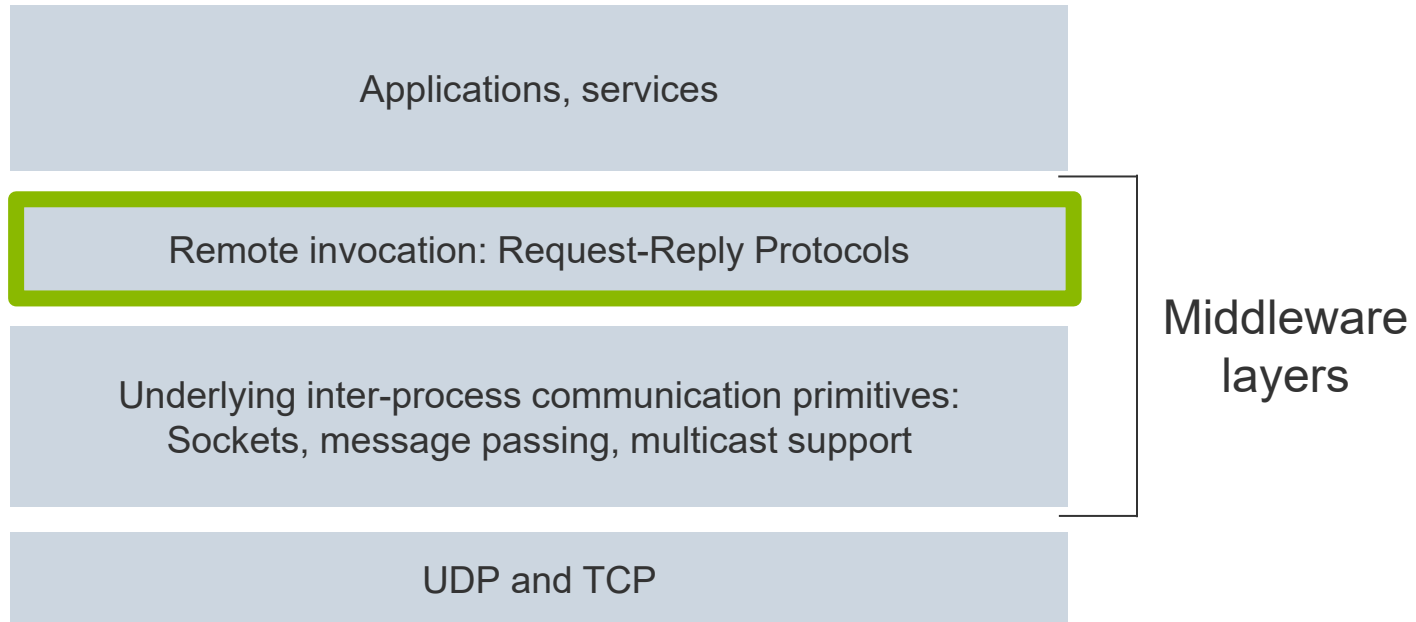 Applications, services
Remote invocation: Request-Reply Protocols
Middleware
layers
Underlying inter-process communication primitives:
Sockets, message passing, multicast support
UDP and TCP